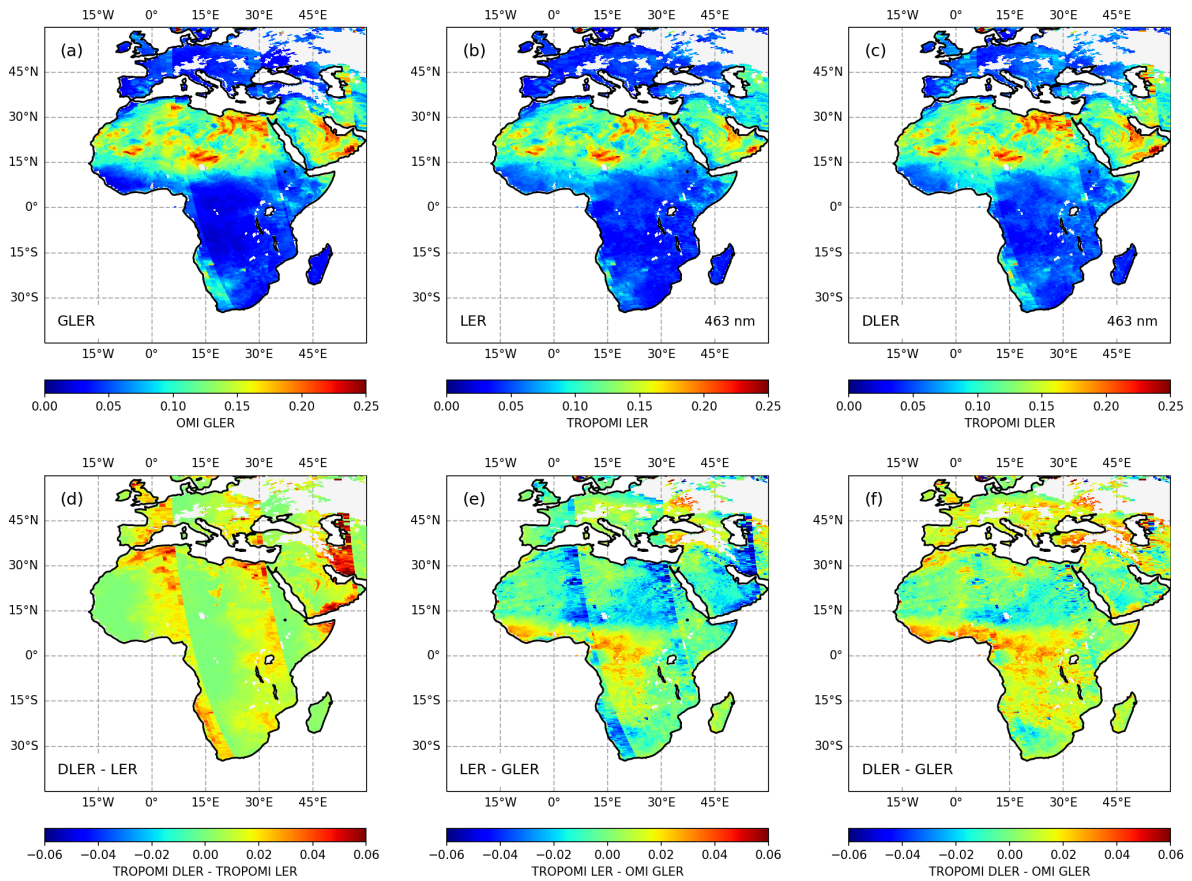 15°W 0° 15°E 30°E 45°E 15°W 0° 15°E 30°E 45°E 15°W 0° 15°E 30°E 45°E
(a) (b) (c)
45°N 45°N 45°N
30°N 30°N 30°N
15°N 15°N 15°N
0° 0° 0°
15°S 15°S 15°S
30°S 30°S 30°S
GLER LER 463 nm DLER 463 nm
15°W 0° 15°E 30°E 45°E 15°W 0° 15°E 30°E 45°E 15°W 0° 15°E 30°E 45°E
0.00 0.05 0.10 0.15 0.20 0.25 0.00 0.05 0.10 0.15 0.20 0.25 0.00 0.05 0.10 0.15 0.20 0.25
OMI GLER TROPOMI LER TROPOMI DLER
15°W 0° 15°E 30°E 45°E 15°W 0° 15°E 30°E 45°E 15°W 0° 15°E 30°E 45°E
(d) (e) (f)
45°N 45°N 45°N
30°N 30°N 30°N
15°N 15°N 15°N
0° 0° 0°
15°S 15°S 15°S
30°S 30°S 30°S
DLER - LER LER - GLER DLER - GLER
15°W 0° 15°E 30°E 45°E 15°W 0° 15°E 30°E 45°E 15°W 0° 15°E 30°E 45°E
−0.06 −0.04 −0.02 0.00 0.02 0.04 0.06 −0.06 −0.04 −0.02 0.00 0.02 0.04 0.06 −0.06 −0.04 −0.02 0.00 0.02 0.04 0.06
TROPOMI DLER - TROPOMI LER TROPOMI LER - OMI GLER TROPOMI DLER - OMI GLER